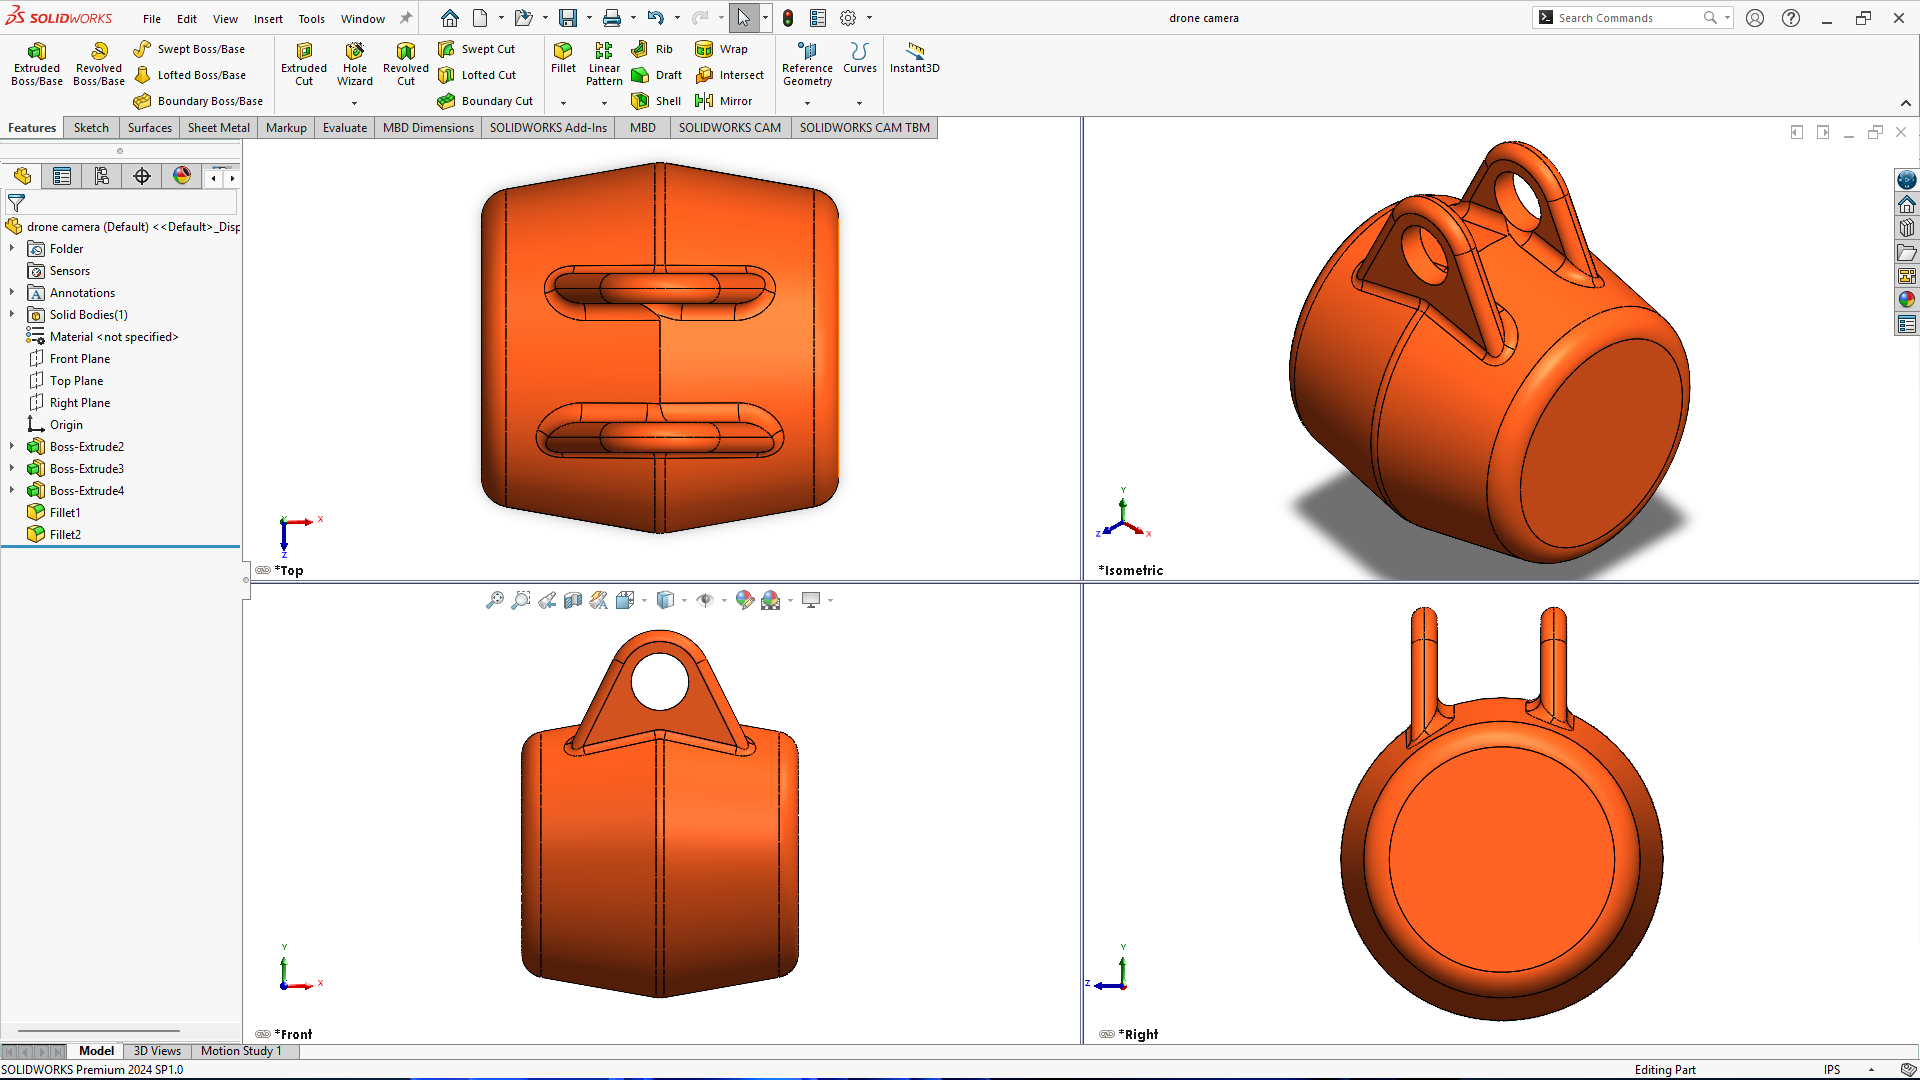 SOLIDWORKS
File Edit View Insert Tools Window
drone camera
Search Commands
Extruded Boss/Base
Revolved Boss/Base
Swept Boss/Base
Lofted Boss/Base
Boundary Boss/Base
Extruded Cut
Hole Wizard
Revolved Cut
Swept Cut
Lofted Cut
Boundary Cut
Fillet
Linear Pattern
Rib
Draft
Shell
Wrap
Intersect
Mirror
Reference Geometry
Curves
Instant3D
Features Sketch Surfaces Sheet Metal Markup Evaluate MBD Dimensions SOLIDWORKS Add-Ins MBD SOLIDWORKS CAM SOLIDWORKS CAM TBM
drone camera (Default) <<Default>_Disp
Folder
Sensors
Annotations
Solid Bodies(1)
Material <not specified>
Front Plane
Top Plane
Right Plane
Origin
Boss-Extrude2
Boss-Extrude3
Boss-Extrude4
Fillet1
Fillet2
X
Z
*Top
Y
Z
X
*Isometric
Y
X
*Front
Y
Z
*Right
Model 3D Views Motion Study 1
SOLIDWORKS Premium 2024 SP1.0
Editing Part
IPS